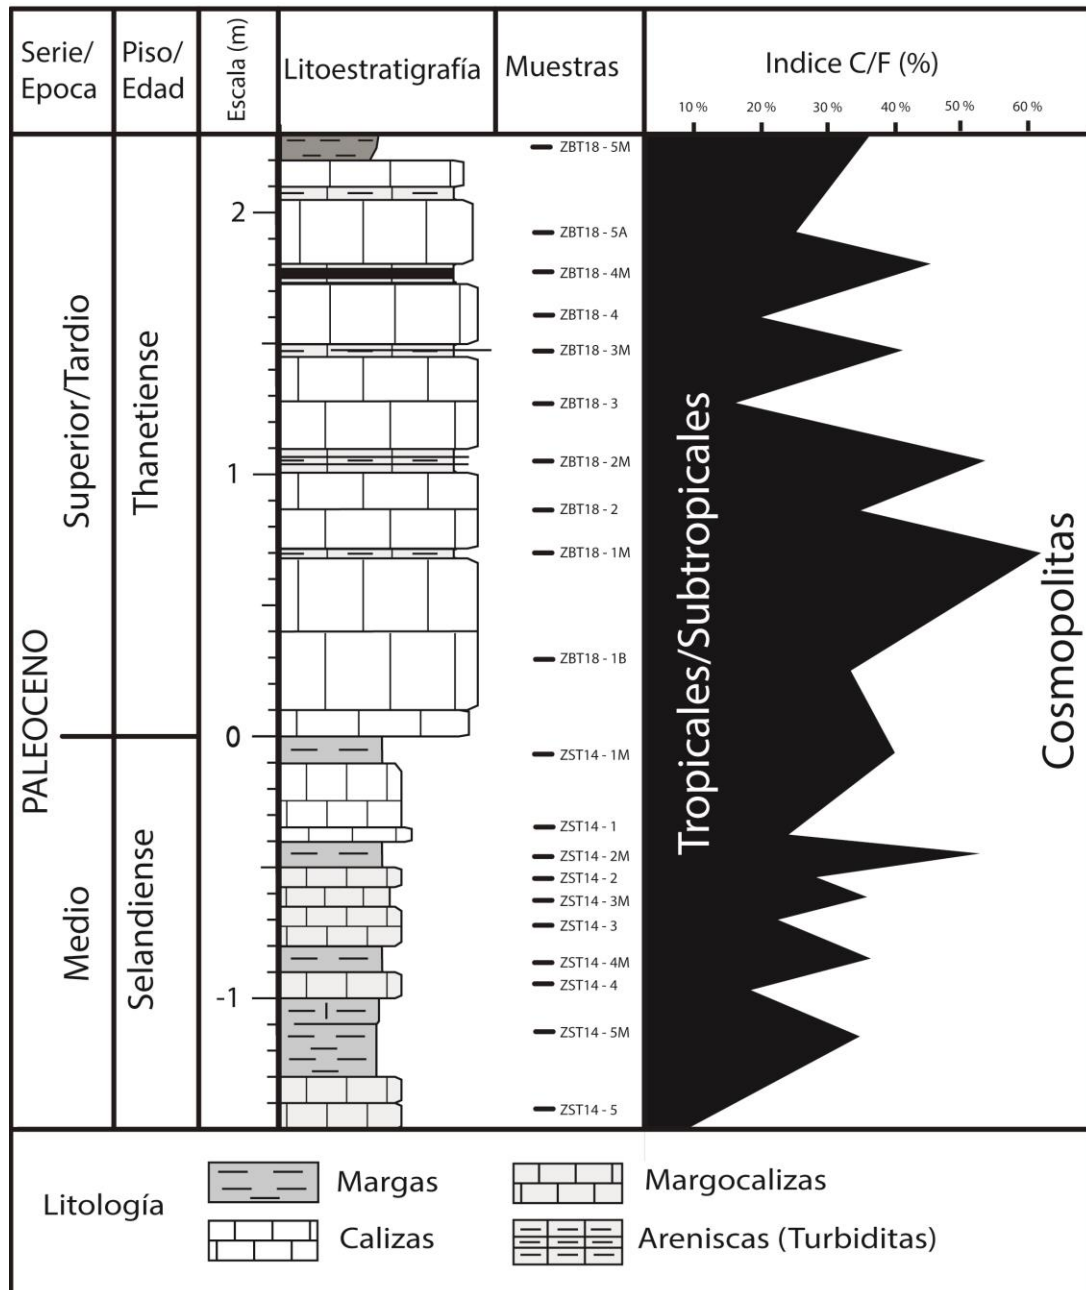 Serie/
Epoca
Piso/
Edad
Escala (m)
Litoestratigrafía
Muestras
Indice C/F (%)
10 %
20 %
30 %
40 %
50 %
60 %
PALEOCENO
Superior/Tardio
Medio
Thanetiense
Selandiense
2
1
0
-1
ZBT18 - 5M
ZBT18 - 5A
ZBT18 - 4M
ZBT18 - 4
ZBT18 - 3M
ZBT18 - 3
ZBT18 - 2M
ZBT18 - 2
ZBT18 - 1M
ZBT18 - 1B
ZST14 - 1M
ZST14 - 1
ZST14 - 2M
ZST14 - 2
ZST14 - 3M
ZST14 - 3
ZST14 - 4M
ZST14 - 4
ZST14 - 5M
ZST14 - 5
Tropicales/Subtropicales
Cosmopolitas
Litología
Margas
Calizas
Margocalizas
Areniscas (Turbiditas)